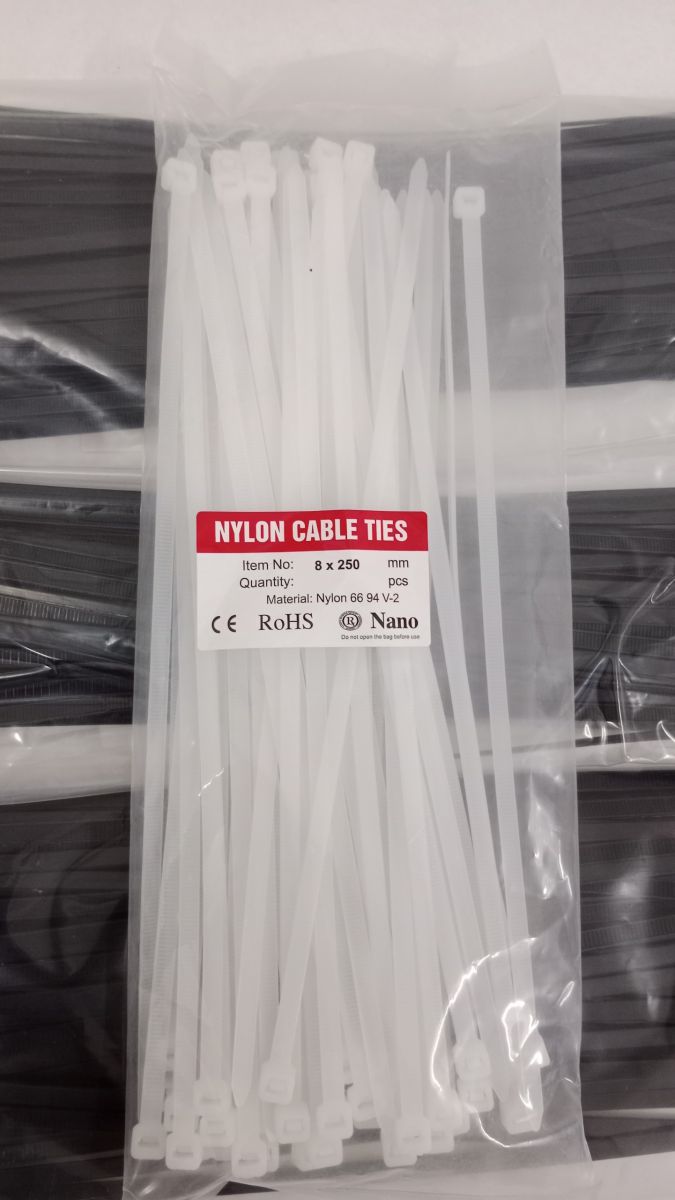 NYLON CABLE TIES
Item No: 8 x 250 mm
Quantity: pcs
Material: Nylon 66 94 V-2
CE RoHS R Nano
Do not open the bag before use